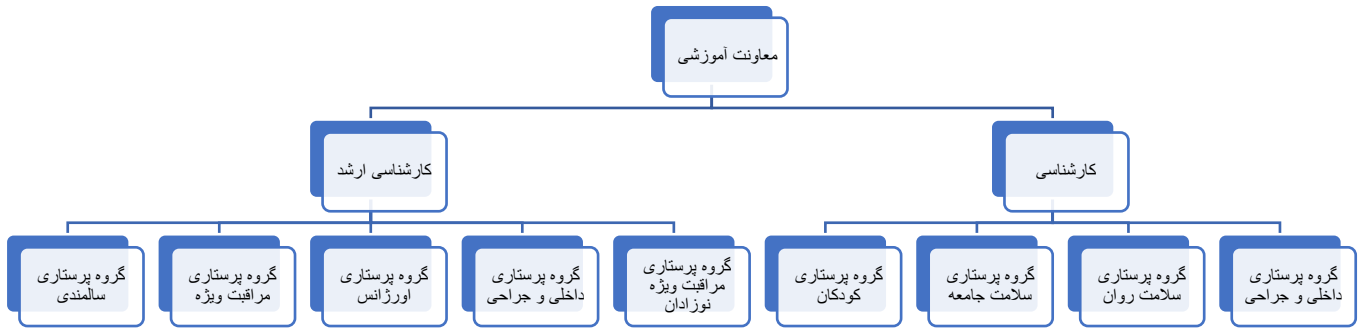 معاونت آموزشی
کارشناسی
کارشناسی ارشد
گروه پرستاری
داخلی و جراحی
گروه پرستاری
سلامت روان
گروه پرستاری
سلامت جامعه
گروه پرستاری
کودکان
گروه پرستاری
مراقبت ویژه
نوزادان
گروه پرستاری
داخلی و جراحی
گروه پرستاری
اورژانس
گروه پرستاری
مراقبت ویژه
گروه پرستاری
سالمندی